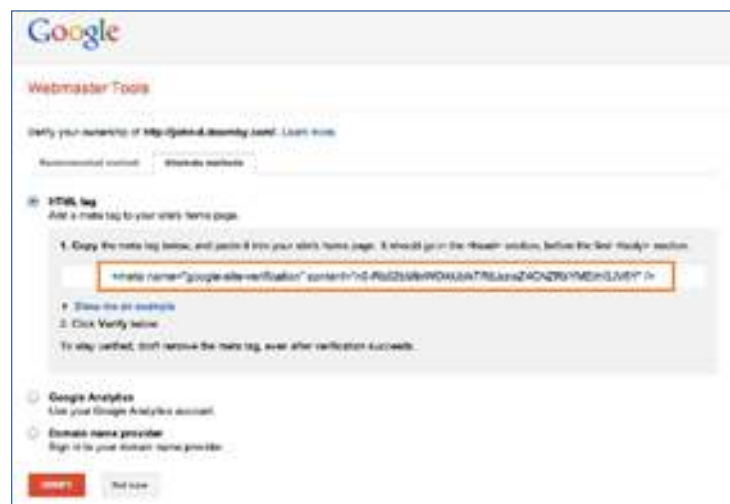 Google
Webmaster Tools
Verify your ownership of Learn more.
Recommended method Alternate methods
HTML tag
Add a meta tag to your site's home page.
1. Copy the meta tag below, and paste it into your site's home page. It should go in the <head> section, before the first <body> section.
<meta name="google-site-verification" content=" />
Show me an example
2. Click Verify below.
To stay verified, don't remove the meta tag, even after verification succeeds.
Google Analytics
Use your Google Analytics account.
Domain name provider
Sign in to your domain name provider.
VERIFY Not now